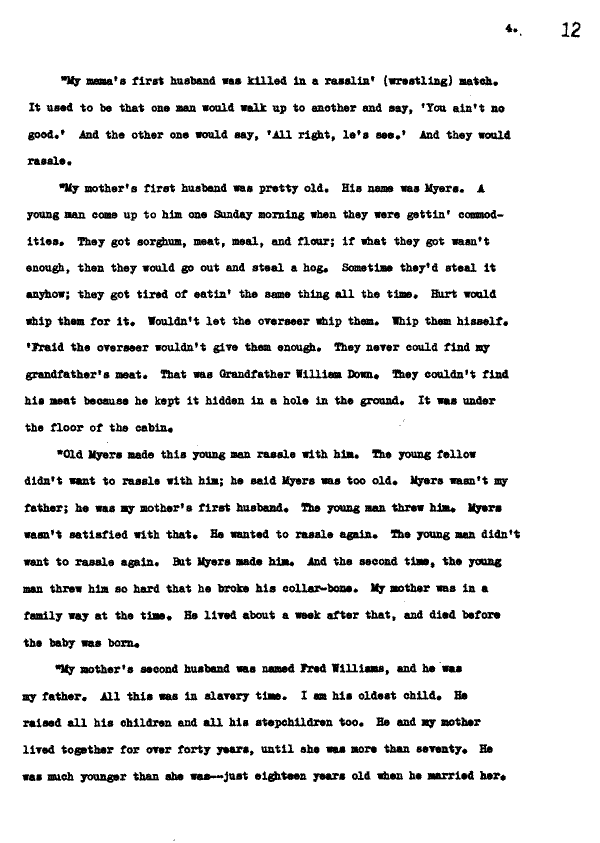 4. 12
"My mama's first husband was killed in a rasslin' (wrestling) match.
It used to be that one man would walk up to another and say, 'You ain't no
good.' And the other one would say, 'All right, le's see.' And they would
rassle.
"My mother's first husband was pretty old. His name was Myers. A
young man come up to him one Sunday morning when they were gettin' commod-
ities. They got sorghum, meat, meal, and flour; if what they got wasn't
enough, then they would go out and steal a hog. Sometime they'd steal it
anyhow; they got tired of eatin' the same thing all the time. Hurt would
whip them for it. Wouldn't let the overseer whip them. Whip them hisself.
'Fraid the overseer wouldn't give them enough. They never could find my
grandfather's meat. That was Grandfather William Down. They couldn't find
his meat because he kept it hidden in a hole in the ground. It was under
the floor of the cabin.
"Old Myers made this young man rassle with him. The young fellow
didn't want to rassle with him; he said Myers was too old. Myers wasn't my
father; he was my mother's first husband. The young man threw him. Myers
wasn't satisfied with that. He wanted to rassle again. The young man didn't
want to rassle again. But Myers made him. And the second time, the young
man threw him so hard that he broke his collar-bone. My mother was in a
family way at the time. He lived about a week after that, and died before
the baby was born.
"My mother's second husband was named Fred Williams, and he was
my father. All this was in slavery time. I am his oldest child. He
raised all his children and all his stepchildren too. He and my mother
lived together for over forty years, until she was more than seventy. He
was much younger than she was--just eighteen years old when he married her.